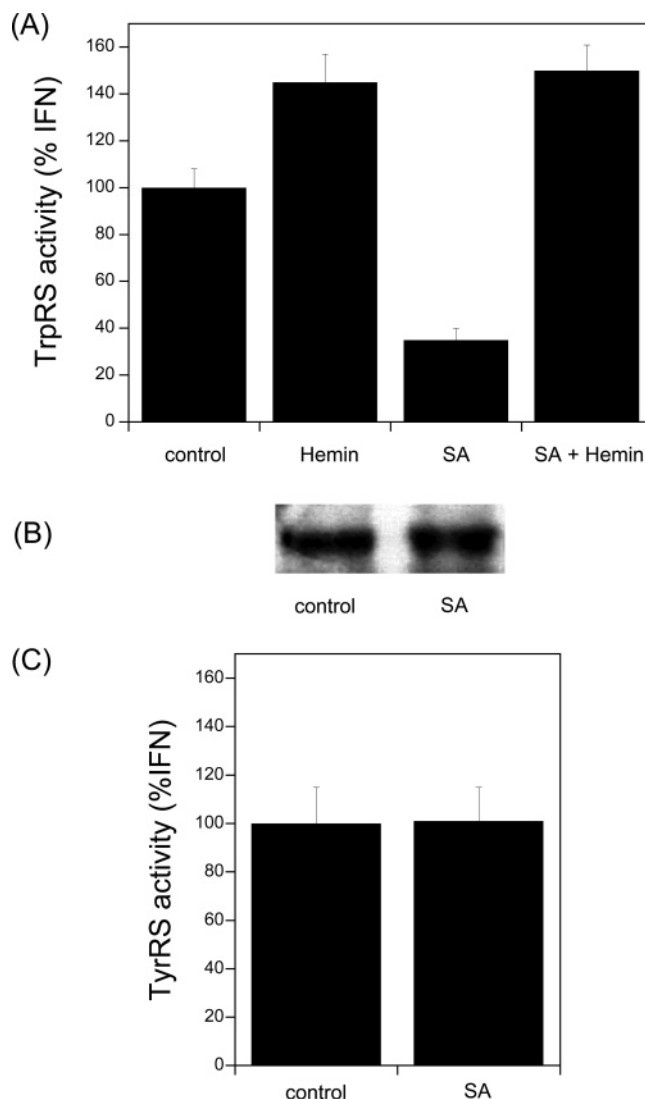 (A)
TrpRS activity (% IFN)
160
140
120
100
80
60
40
20
0
control Hemin SA SA + Hemin
(B)
control SA
(C)
TyrRS activity (%IFN)
160
140
120
100
80
60
40
20
0
control SA